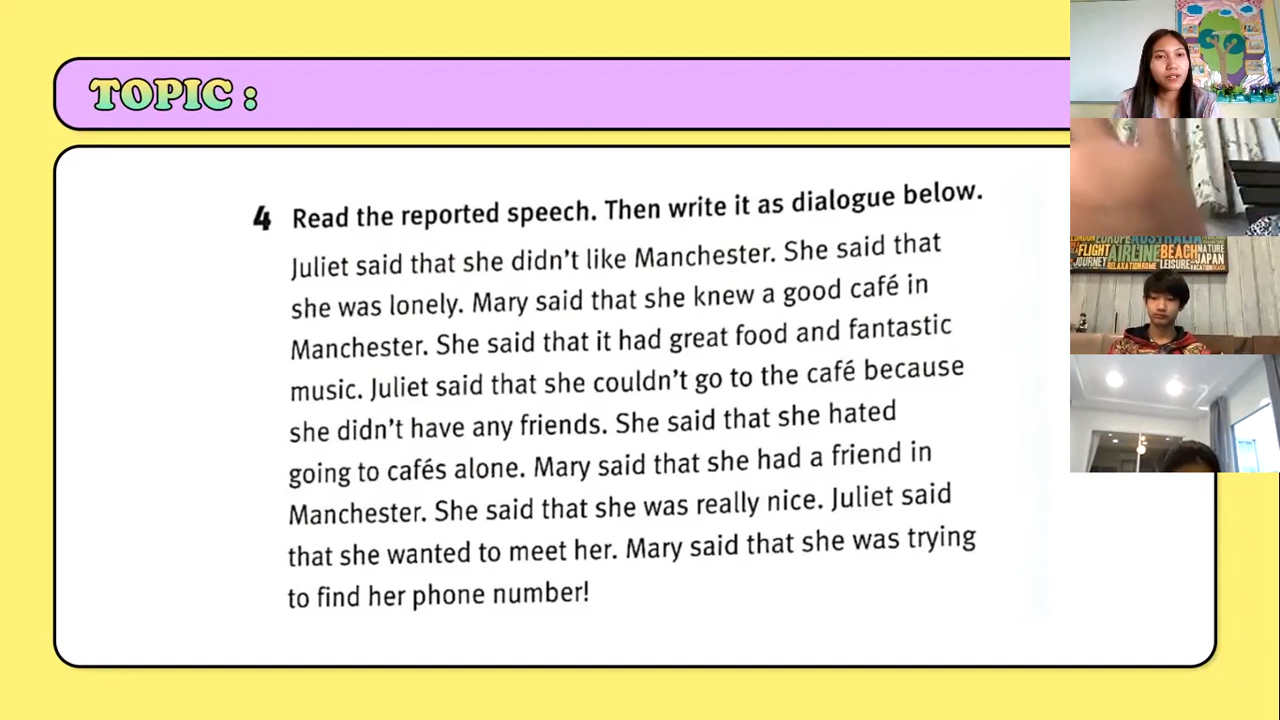 TOPIC :
4 Read the reported speech. Then write it as dialogue below.
Juliet said that she didn't like Manchester. She said that
she was lonely. Mary said that she knew a good café in
Manchester. She said that it had great food and fantastic
music. Juliet said that she couldn't go to the café because
she didn't have any friends. She said that she hated
going to cafés alone. Mary said that she had a friend in
Manchester. She said that she was really nice. Juliet said
that she wanted to meet her. Mary said that she was trying
to find her phone number!
EUROPE AUSTRALIA
FLIGHT AIRLINE BEACH NATURE
JOURNEY JAPAN
RELAXATION LEISURE